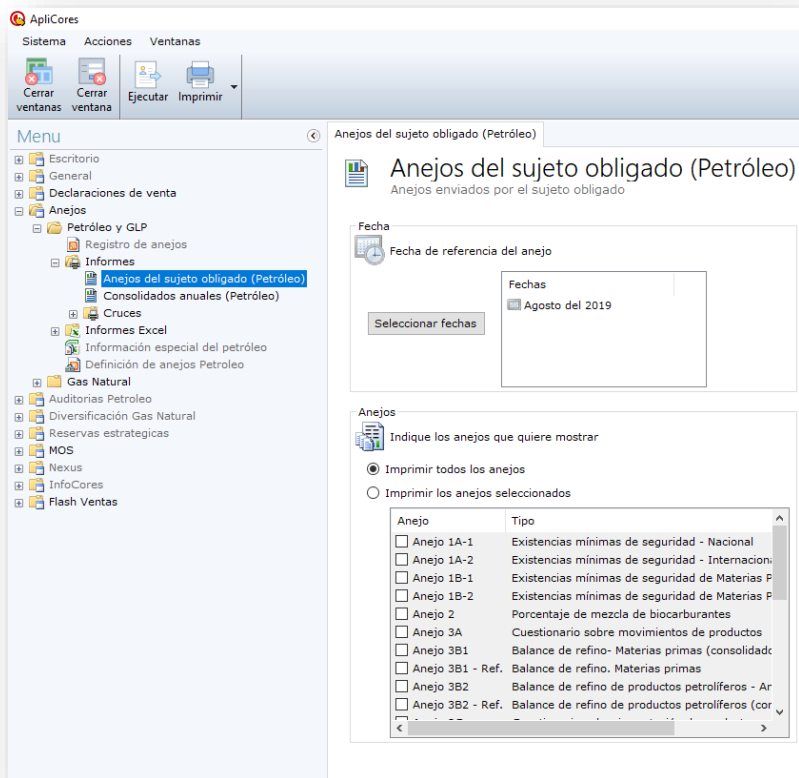 ApliCores
Sistema Acciones Ventanas
Cerrar ventanas
Cerrar ventana
Ejecutar
Imprimir
Menu
Escritorio
General
Declaraciones de venta
Anejos
Petróleo y GLP
Registro de anejos
Informes
Anejos del sujeto obligado (Petróleo)
Consolidados anuales (Petróleo)
Cruces
Informes Excel
Información especial del petróleo
Definición de anejos Petroleo
Gas Natural
Auditorias Petroleo
Diversificación Gas Natural
Reservas estrategicas
MOS
Nexus
InfoCores
Flash Ventas
Anejos del sujeto obligado (Petróleo)
Anejos del sujeto obligado (Petróleo)
Anejos enviados por el sujeto obligado
Fecha
Fecha de referencia del anejo
Seleccionar fechas
Fechas
Agosto del 2019
Anejos
Indique los anejos que quiere mostrar
Imprimir todos los anejos
Imprimir los anejos seleccionados
Anejo Tipo
Anejo 1A-1 Existencias mínimas de seguridad - Nacional
Anejo 1A-2 Existencias mínimas de seguridad - Internaciona
Anejo 1B-1 Existencias mínimas de seguridad de Materias P
Anejo 1B-2 Existencias mínimas de seguridad de Materias P
Anejo 2 Porcentaje de mezcla de biocarburantes
Anejo 3A Cuestionario sobre movimientos de productos
Anejo 3B1 Balance de refino- Materias primas (consolidado
Anejo 3B1 - Ref. Balance de refino. Materias primas
Anejo 3B2 Balance de refino de productos petrolíferos - An
Anejo 3B2 - Ref. Balance de refino de productos petrolíferos (con